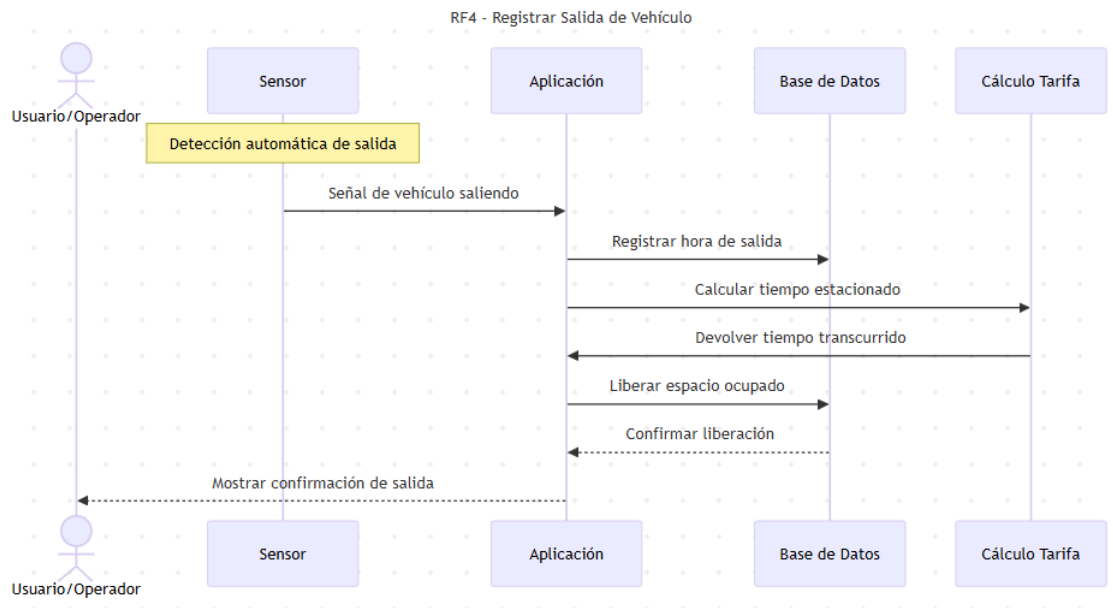 RF4 - Registrar Salida de Vehículo
Usuario/Operador
Sensor
Aplicación
Base de Datos
Cálculo Tarifa
Detección automática de salida
Señal de vehículo saliendo
Registrar hora de salida
Calcular tiempo estacionado
Devolver tiempo transcurrido
Liberar espacio ocupado
Confirmar liberación
Mostrar confirmación de salida
Usuario/Operador
Sensor
Aplicación
Base de Datos
Cálculo Tarifa